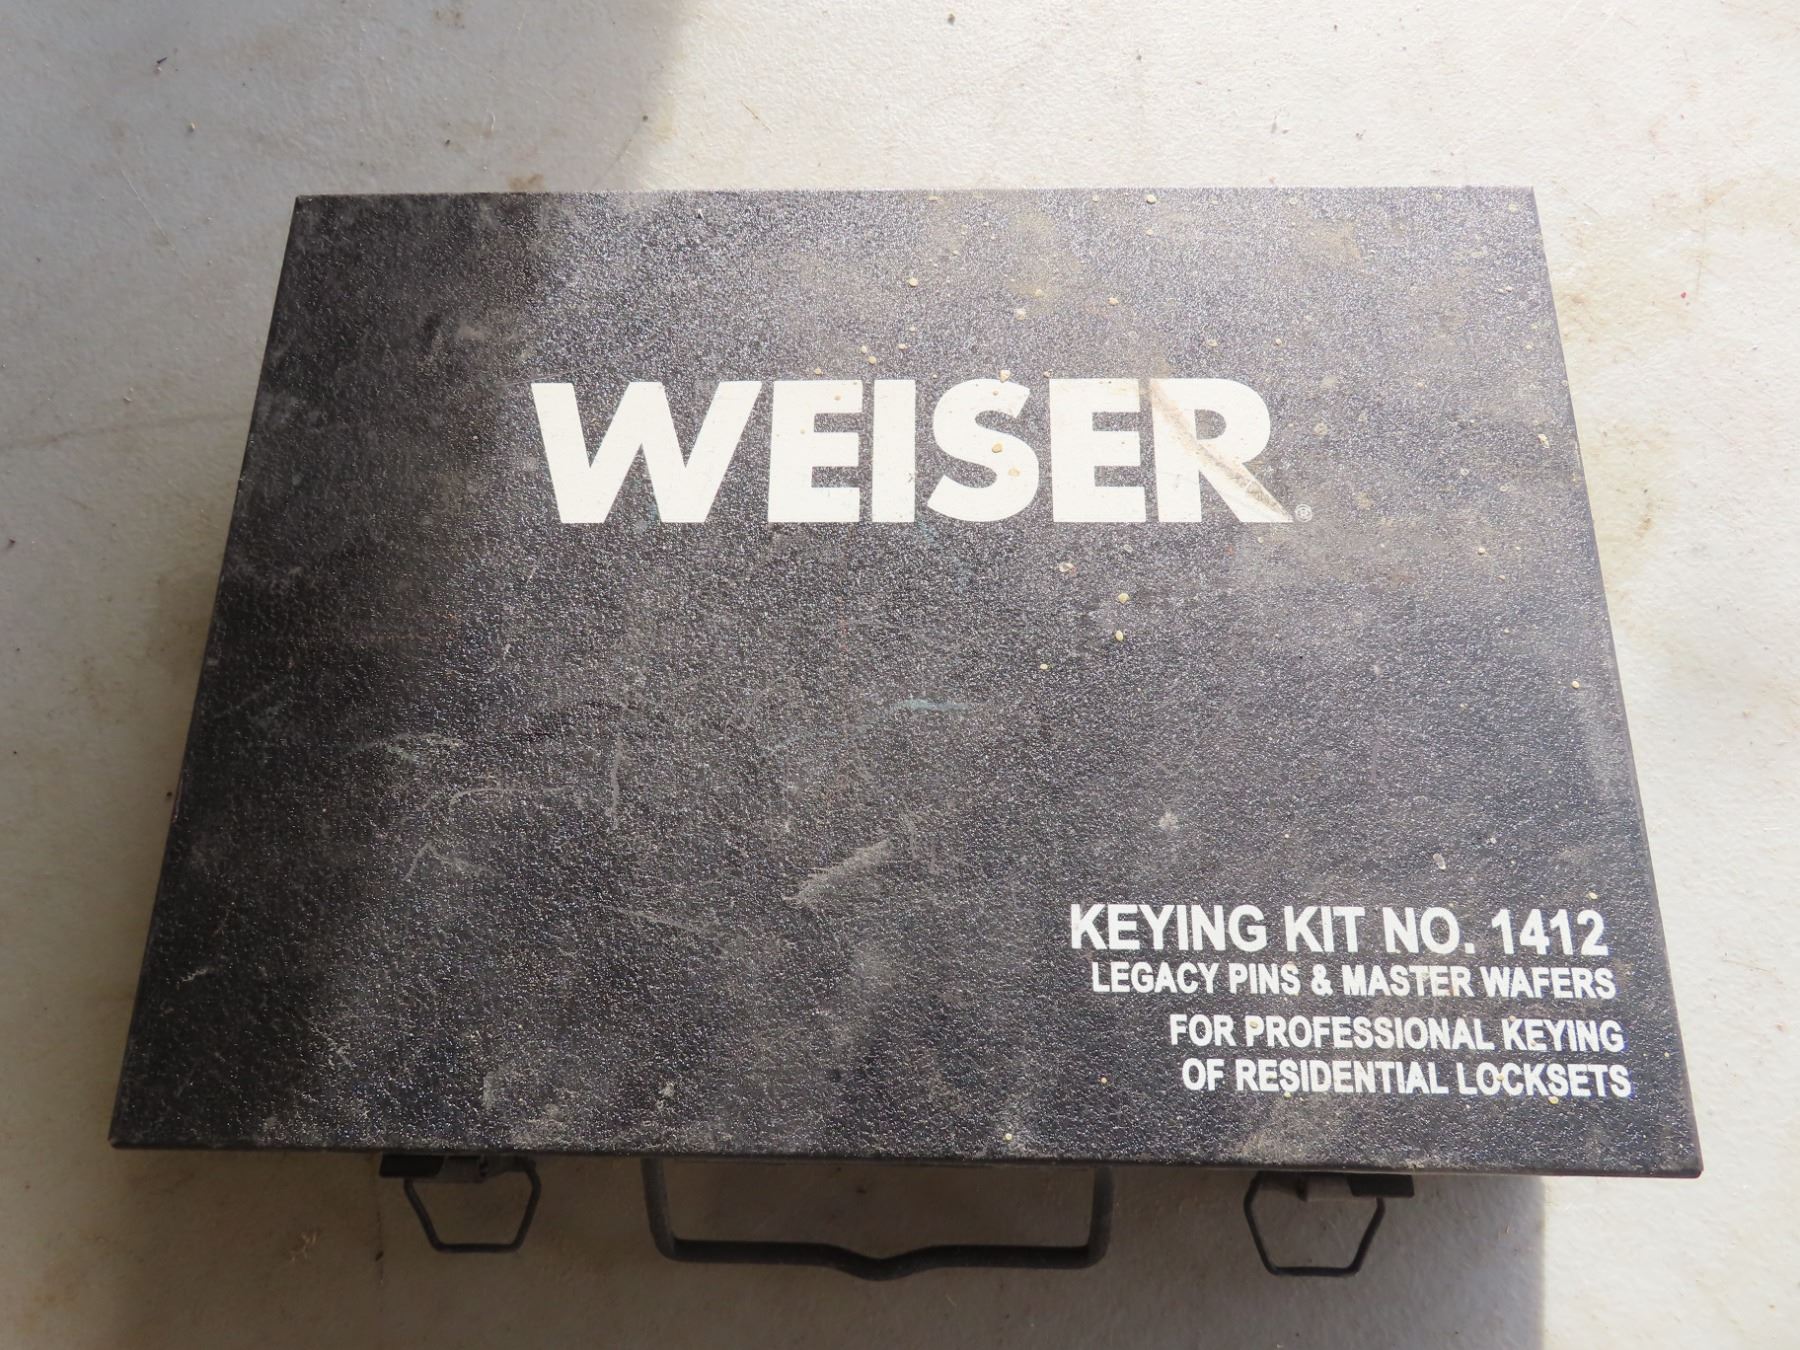 WEISER®
KEYING KIT NO. 1412
LEGACY PINS & MASTER WAFERS
FOR PROFESSIONAL KEYING
OF RESIDENTIAL LOCKSETS